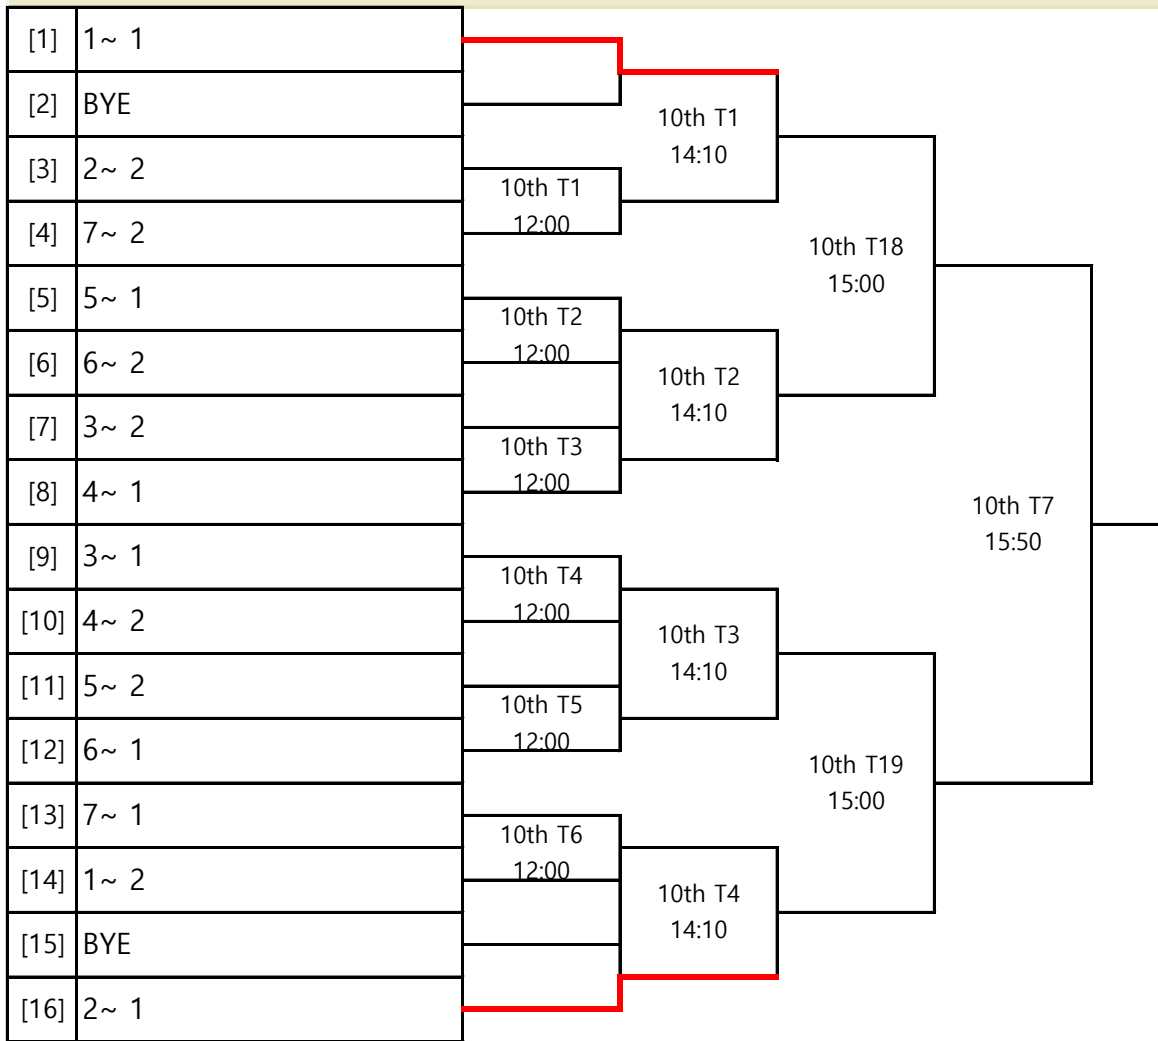 [1] 1~ 1
[2] BYE
[3] 2~ 2
[4] 7~ 2
[5] 5~ 1
[6] 6~ 2
[7] 3~ 2
[8] 4~ 1
[9] 3~ 1
[10] 4~ 2
[11] 5~ 2
[12] 6~ 1
[13] 7~ 1
[14] 1~ 2
[15] BYE
[16] 2~ 1
10th T1
12:00
10th T2
12:00
10th T3
12:00
10th T4
12:00
10th T5
12:00
10th T6
12:00
10th T1
14:10
10th T2
14:10
10th T3
14:10
10th T4
14:10
10th T18
15:00
10th T19
15:00
10th T7
15:50